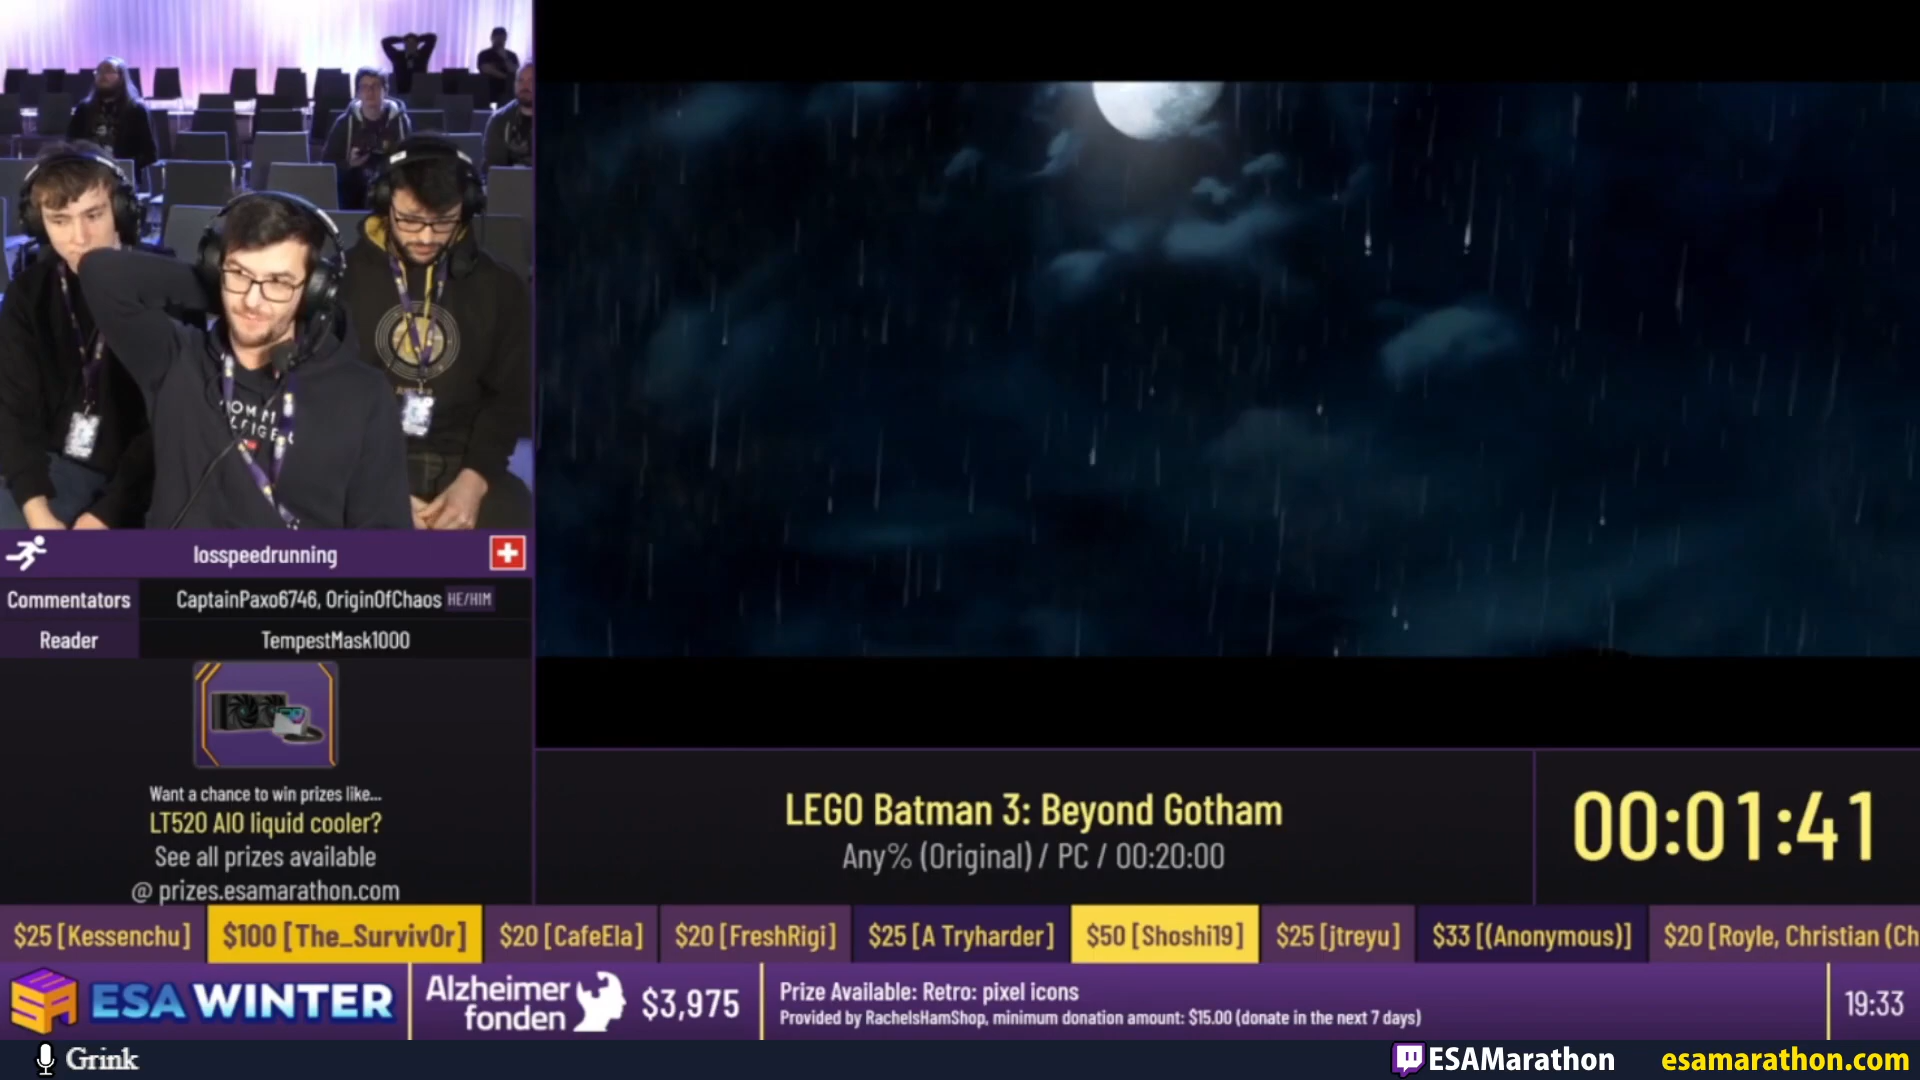 losspeedrunning
Commentators
CaptainPaxo6746, OriginOfChaos HE/HIM
Reader
TempestMask1000
Want a chance to win prizes like...
LT520 AIO liquid cooler?
See all prizes available
@ prizes.esamarathon.com
LEGO Batman 3: Beyond Gotham
Any% (Original) / PC / 00:20:00
00:01:41
$25 [Kessenchu]
$100 [The_Surviv0r]
$20 [CafeEla]
$20 [FreshRigi]
$25 [A Tryharder]
$50 [Shoshi19]
$25 [jtreyu]
$33 [(Anonymous)]
$20 [Royle, Christian (Ch
ESA WINTER
Alzheimer
fonden
$3,975
Prize Available: Retro: pixel icons
Provided by RachelsHamShop, minimum donation amount: $15.00 (donate in the next 7 days)
19:33
Grink
ESAMarathon
esamarathon.com